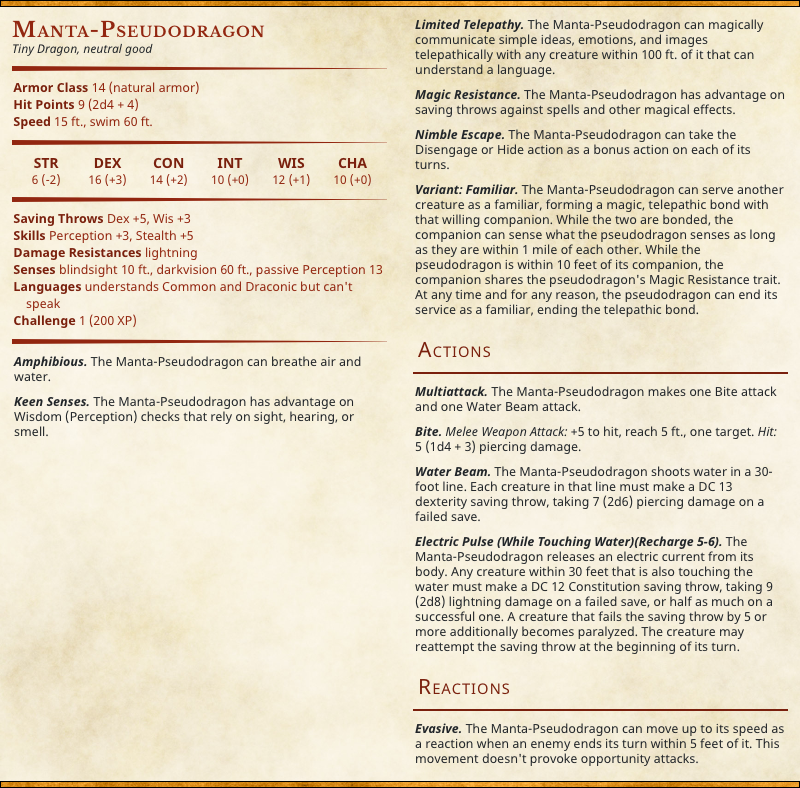 Manta-Pseudodragon
Tiny Dragon, neutral good
Armor Class 14 (natural armor)
Hit Points 9 (2d4 + 4)
Speed 15 ft., swim 60 ft.
STR DEX CON INT WIS CHA
6 (-2) 16 (+3) 14 (+2) 10 (+0) 12 (+1) 10 (+0)
Saving Throws Dex +5, Wis +3
Skills Perception +3, Stealth +5
Damage Resistances lightning
Senses blindsight 10 ft., darkvision 60 ft., passive Perception 13
Languages understands Common and Draconic but can't
speak
Challenge 1 (200 XP)
Amphibious. The Manta-Pseudodragon can breathe air and
water.
Keen Senses. The Manta-Pseudodragon has advantage on
Wisdom (Perception) checks that rely on sight, hearing, or
smell.
Limited Telepathy. The Manta-Pseudodragon can magically
communicate simple ideas, emotions, and images
telepathically with any creature within 100 ft. of it that can
understand a language.
Magic Resistance. The Manta-Pseudodragon has advantage on
saving throws against spells and other magical effects.
Nimble Escape. The Manta-Pseudodragon can take the
Disengage or Hide action as a bonus action on each of its
turns.
Variant: Familiar. The Manta-Pseudodragon can serve another
creature as a familiar, forming a magic, telepathic bond with
that willing companion. While the two are bonded, the
companion can sense what the pseudodragon senses as long
as they are within 1 mile of each other. While the
pseudodragon is within 10 feet of its companion, the
companion shares the pseudodragon's Magic Resistance trait.
At any time and for any reason, the pseudodragon can end its
service as a familiar, ending the telepathic bond.
Actions
Multiattack. The Manta-Pseudodragon makes one Bite attack
and one Water Beam attack.
Bite. Melee Weapon Attack: +5 to hit, reach 5 ft., one target. Hit:
5 (1d4 + 3) piercing damage.
Water Beam. The Manta-Pseudodragon shoots water in a 30-
foot line. Each creature in that line must make a DC 13
dexterity saving throw, taking 7 (2d6) piercing damage on a
failed save.
Electric Pulse (While Touching Water)(Recharge 5-6). The
Manta-Pseudodragon releases an electric current from its
body. Any creature within 30 feet that is also touching the
water must make a DC 12 Constitution saving throw, taking 9
(2d8) lightning damage on a failed save, or half as much on a
successful one. A creature that fails the saving throw by 5 or
more additionally becomes paralyzed. The creature may
reattempt the saving throw at the beginning of its turn.
Reactions
Evasive. The Manta-Pseudodragon can move up to its speed as
a reaction when an enemy ends its turn within 5 feet of it. This
movement doesn't provoke opportunity attacks.